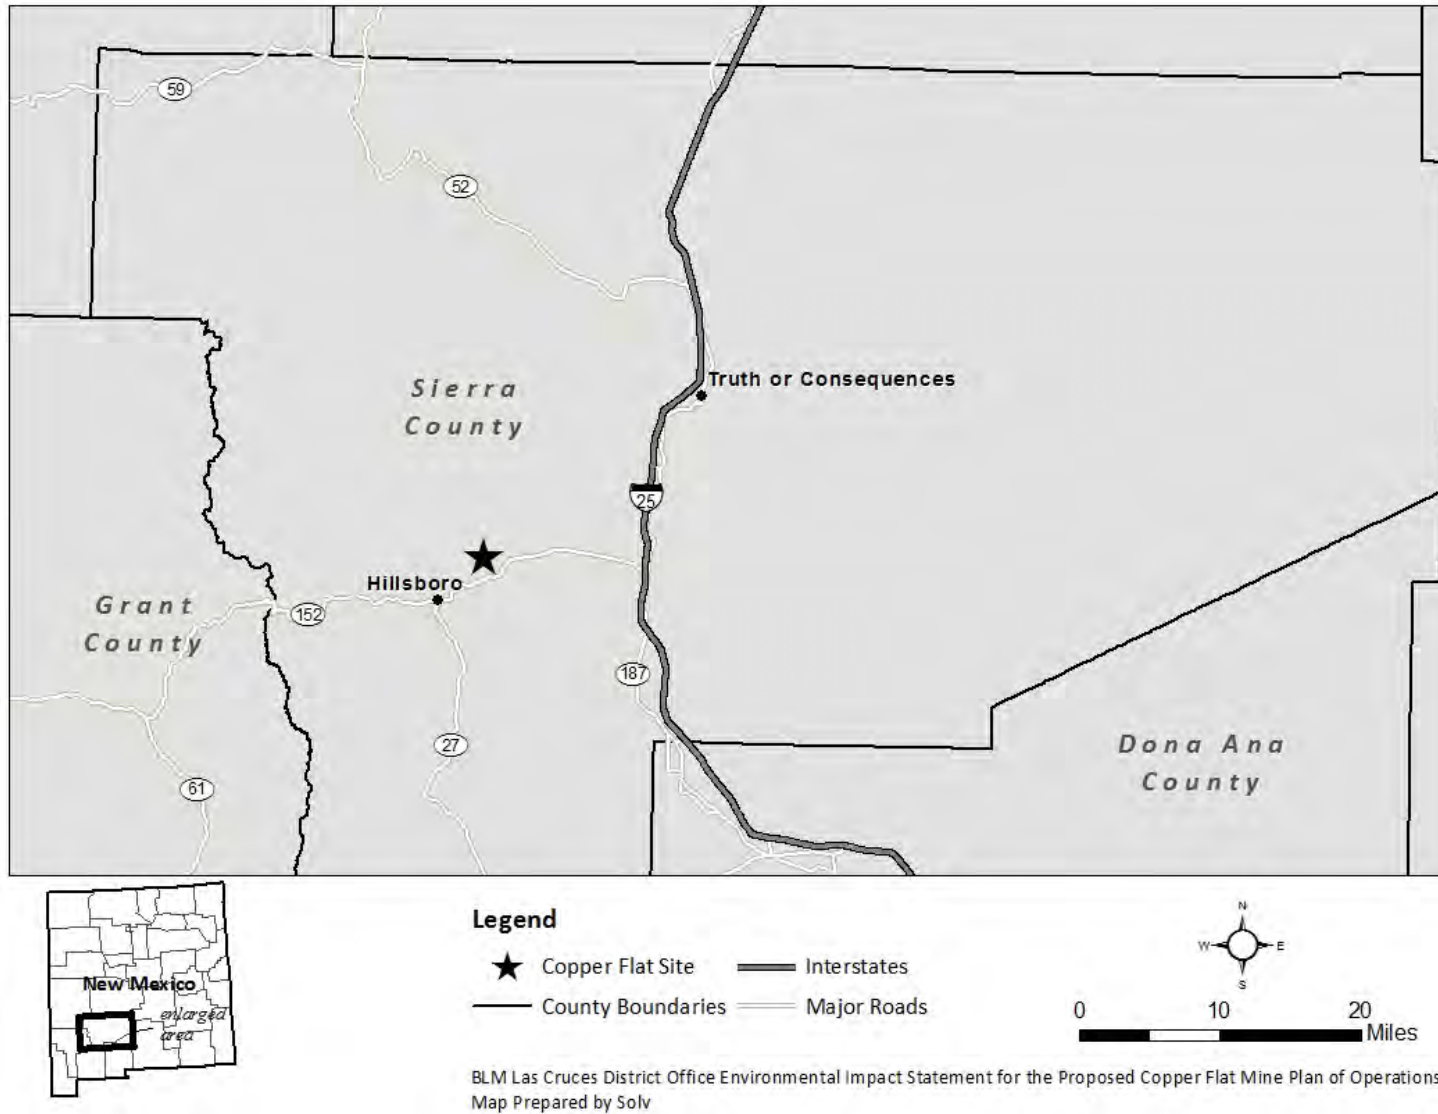 59
52
Truth or Consequences
Sierra
County
25
Hillsboro
Grant
County
152
187
27
Dona Ana
County
61
New Mexico
enlarged
area
Legend
Copper Flat Site
Interstates
County Boundaries
Major Roads
N
W
E
S
0
10
20
Miles
BLM Las Cruces District Office Environmental Impact Statement for the Proposed Copper Flat Mine Plan of Operations
Map Prepared by Solv